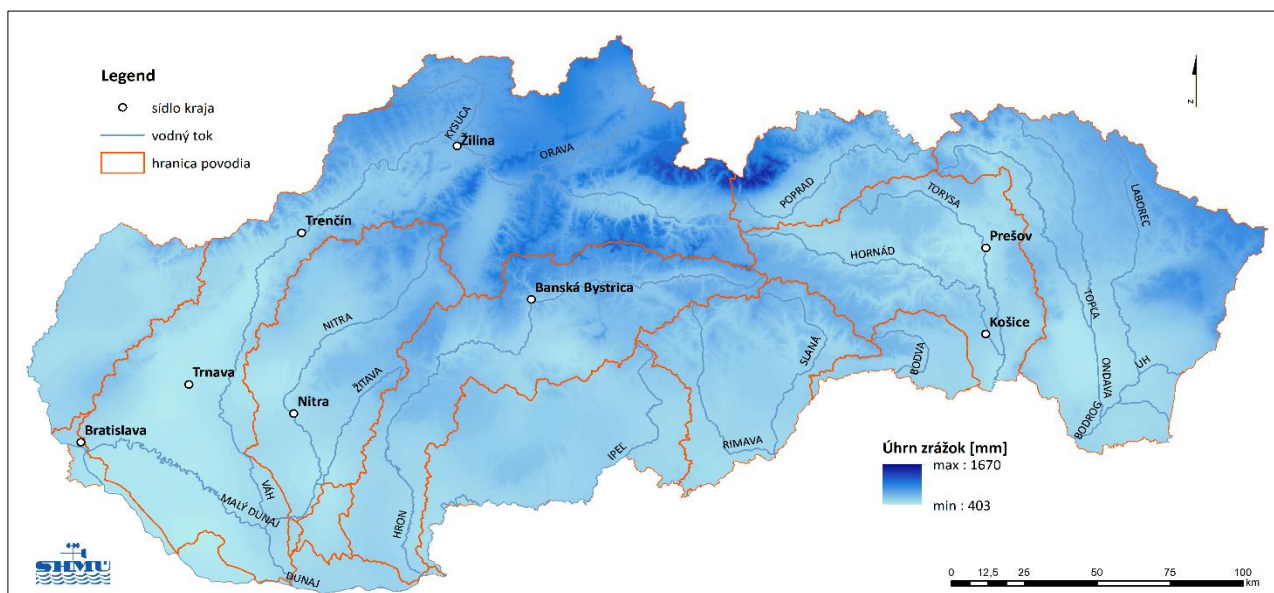 Legend
sídlo kraja
vodný tok
hranica povodia
N
KYSUCA
Žilina
ORAVA
POPRAD
TORYSA
LABOREC
Trenčín
Prešov
HORNÁD
Banská Bystrica
NITRA
TOPĽA
Košice
SLANÁ
BODVA
UH
ONDAVA
Trnava
ŽITAVA
Nitra
BODROG
Bratislava
RIMAVA
IPEĽ
Úhrn zrážok [mm]
max : 1670
min : 403
VÁH
MALÝ DUNAJ
HRON
DUNAJ
SHMÚ
0 12,5 25 50 75 100
km